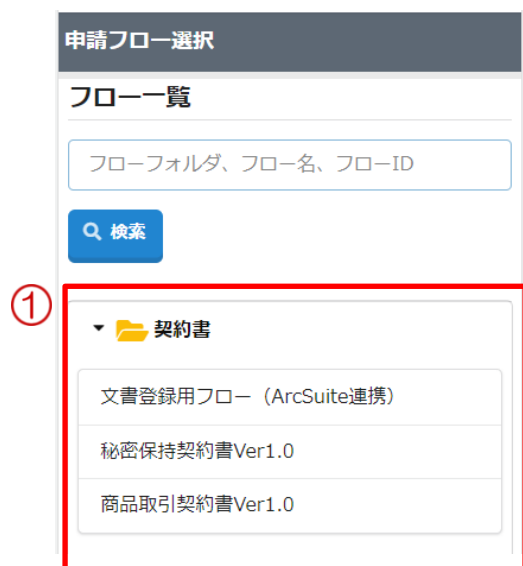 申請フロー選択
フロー一覧
フローフォルダ、フロー名、フローID
検索
①
契約書
文書登録用フロー（ArcSuite連携）
秘密保持契約書Ver1.0
商品取引契約書Ver1.0